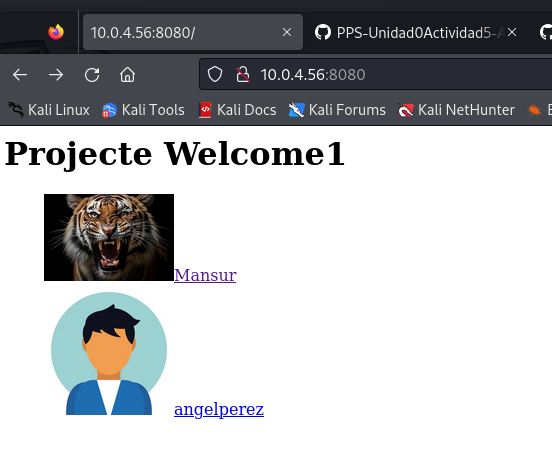 10.0.4.56:8080/
PPS-Unidad0Actividad5-
10.0.4.56:8080
Kali Linux Kali Tools Kali Docs Kali Forums Kali NetHunter
Projecte Welcome1
Mansur
angelperez